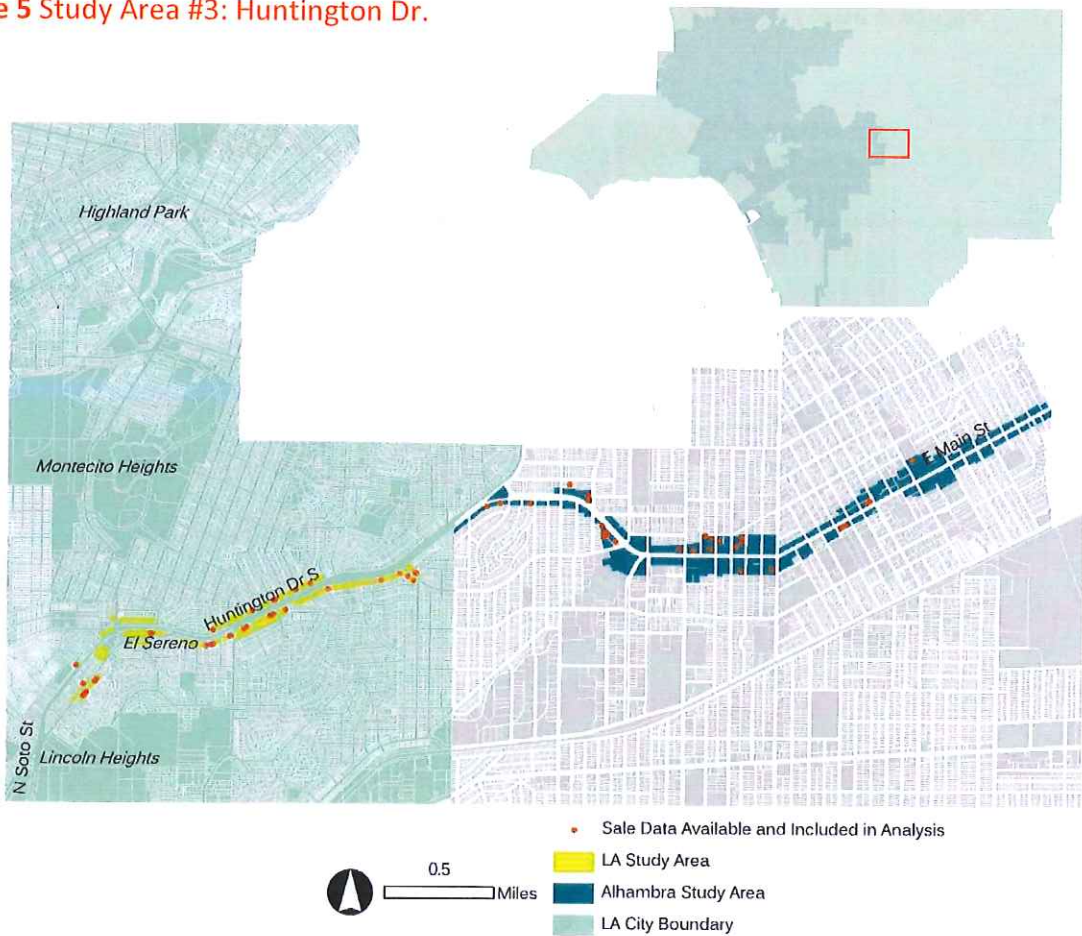 e 5 Study Area #3: Huntington Dr.
Highland Park
Montecito Heights
E Main St
Huntington Dr S
El Sereno
N Soto St
Lincoln Heights
0.5
Miles
Sale Data Available and Included in Analysis
LA Study Area
Alhambra Study Area
LA City Boundary